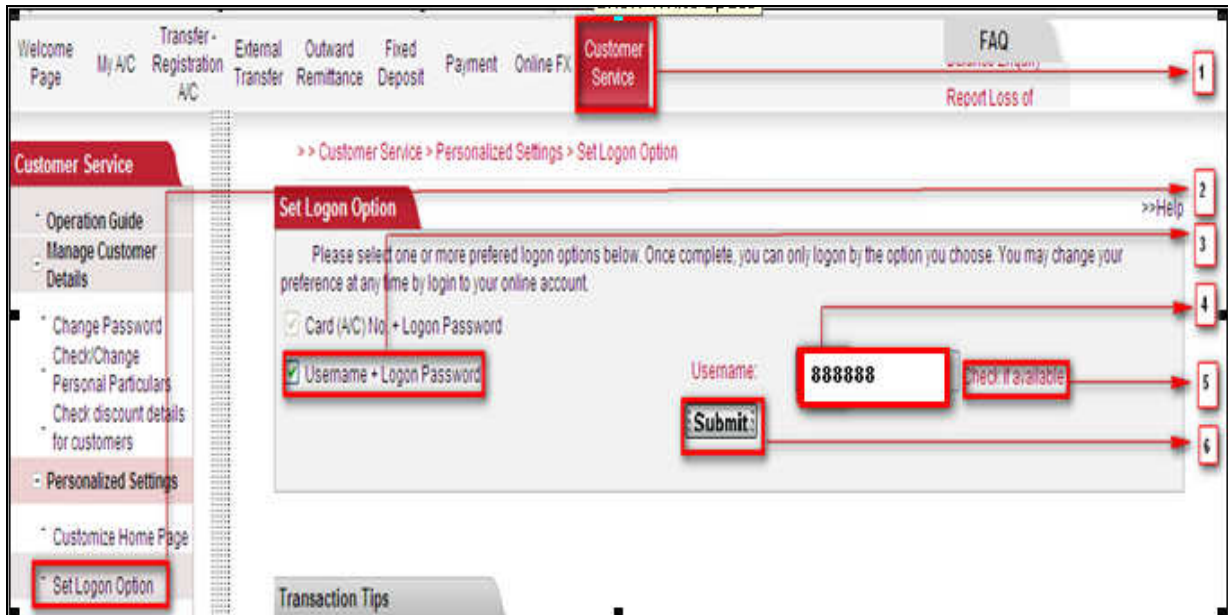 Welcome Page
My A/C
Transfer - Registration A/C
External Transfer
Outward Remittance
Fixed Deposit
Payment
Online FX
Customer Service
FAQ
Balance Enquiry
Report Loss of
1
>> Customer Service > Personalized Settings > Set Logon Option
Customer Service
2
Set Logon Option
>>Help
Operation Guide
3
Manage Customer
Details
Please select one or more prefered logon options below. Once complete, you can only logon by the option you choose. You may change your
preference at any time by login to your online account.
4
Change Password
Card (A/C) No. + Logon Password
Check/Change
Personal Particulars
Username + Logon Password
Username:
888888
Check if available
5
Check discount details
for customers
Submit
6
Personalized Settings
Customize Home Page
Set Logon Option
Transaction Tips